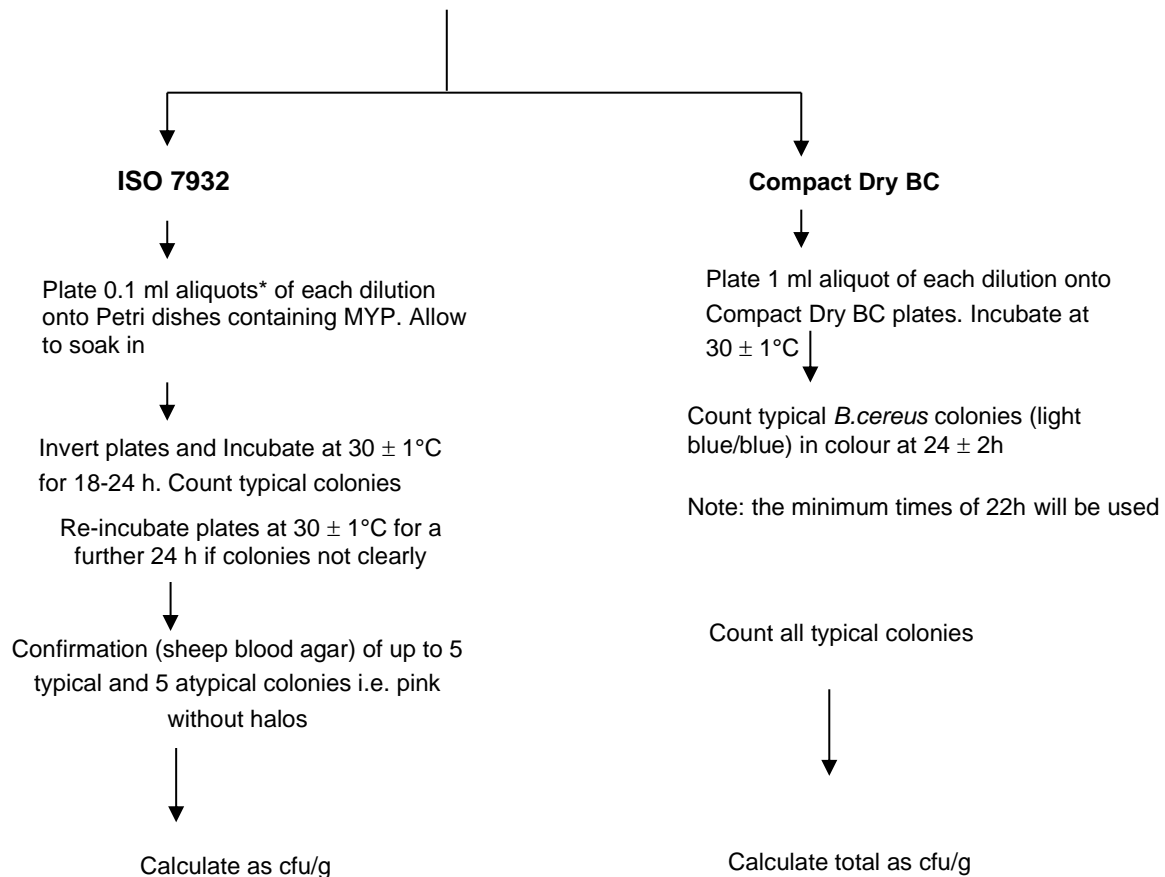 ISO 7932
Plate 0.1 ml aliquots* of each dilution
onto Petri dishes containing MYP. Allow
to soak in
Invert plates and Incubate at 30 ± 1°C
for 18-24 h. Count typical colonies
Re-incubate plates at 30 ± 1°C for a
further 24 h if colonies not clearly
Confirmation (sheep blood agar) of up to 5
typical and 5 atypical colonies i.e. pink
without halos
Calculate as cfu/g
Compact Dry BC
Plate 1 ml aliquot of each dilution onto
Compact Dry BC plates. Incubate at
30 ± 1°C
Count typical B.cereus colonies (light
blue/blue) in colour at 24 ± 2h
Note: the minimum times of 22h will be used
Count all typical colonies
Calculate total as cfu/g